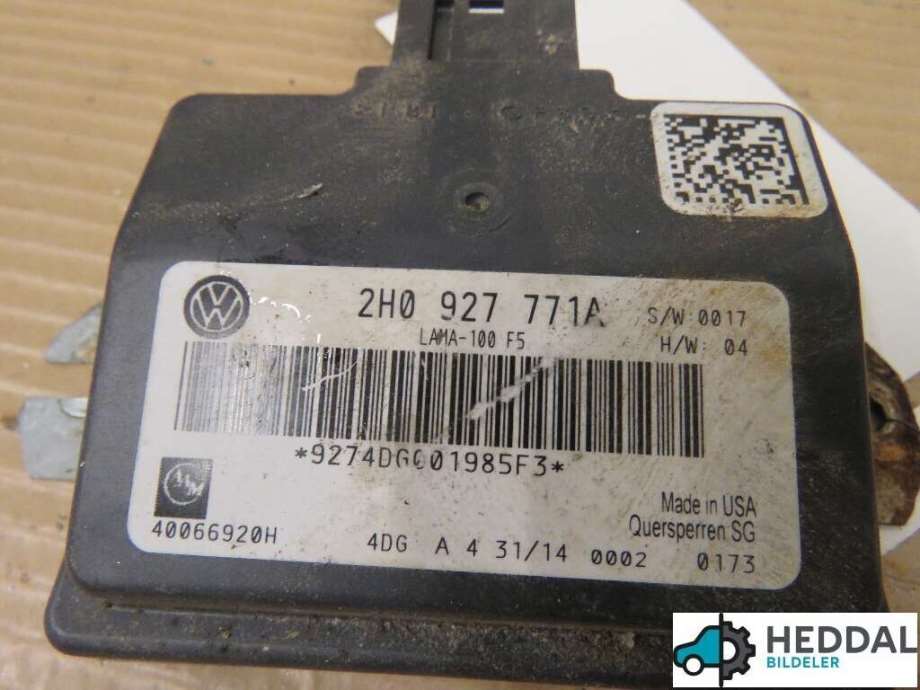 2H0 927 771A
S/W: 0017
LAMA-100 F5
H/W: 04
*9274DG001985F3*
40066920H
Made in USA
Quersperren SG
4DG A 4 31/14 0002 0173
HEDDAL
BILDELER